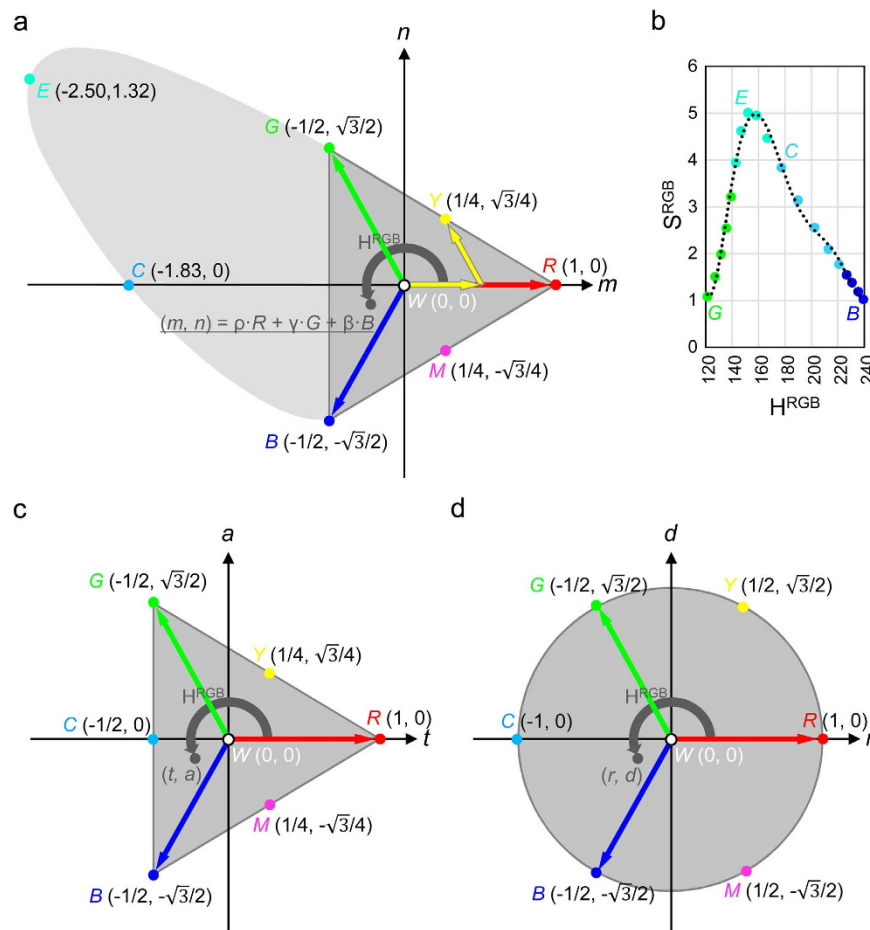 a
n
E (-2.50,1.32)
G (-1/2, √3/2)
Y (1/4, √3/4)
H^RGB
C (-1.83, 0)
R (1, 0)
W (0, 0)
m
(m, n) = ρ·R + γ·G + β·B
M (1/4, -√3/4)
B (-1/2, -√3/2)
b
6
5
4
3
2
1
0
S^RGB
E
C
G
B
120
140
160
180
200
220
240
H^RGB
c
a
G (-1/2, √3/2)
Y (1/4, √3/4)
H^RGB
C (-1/2, 0)
R (1, 0)
W (0, 0)
t
(t, a)
M (1/4, -√3/4)
B (-1/2, -√3/2)
d
d
G (-1/2, √3/2)
Y (1/2, √3/2)
H^RGB
C (-1, 0)
R (1, 0)
W (0, 0)
r
(r, d)
B (-1/2, -√3/2)
M (1/2, -√3/2)